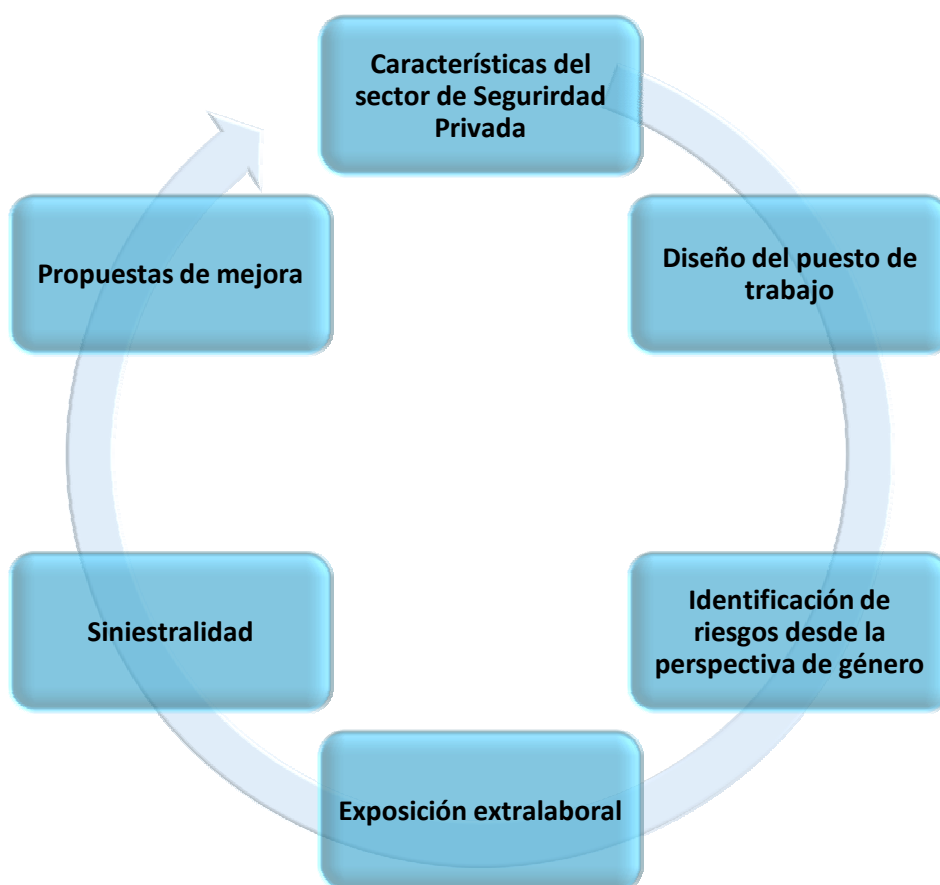 Características del
sector de Segurirdad
Privada
Diseño del puesto de
trabajo
Identificación de
riesgos desde la
perspectiva de género
Exposición extralaboral
Siniestralidad
Propuestas de mejora